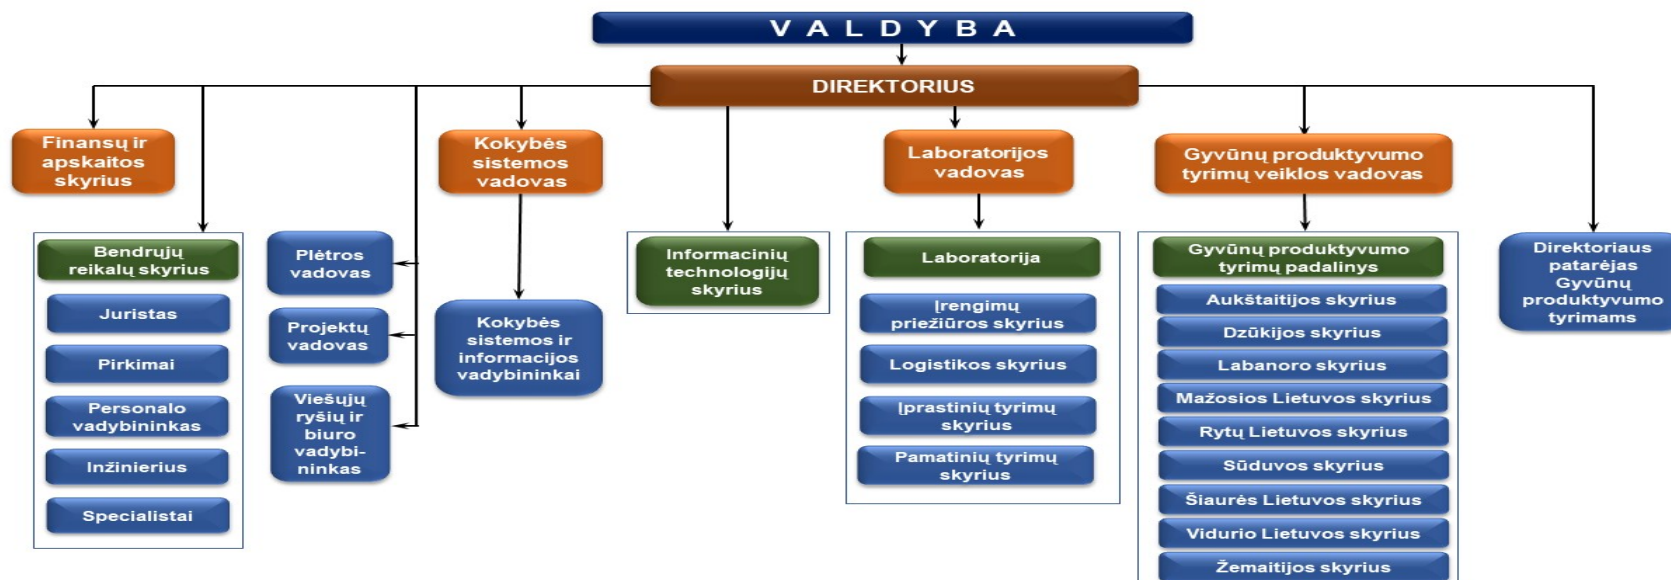 VALDYBA
DIREKTORIUS
Finansų ir
apskaitos
skyrius
Kokybės
sistemos
vadovas
Laboratorijos
vadovas
Gyvūnų produktyvumo
tyrimų veiklos vadovas
Bendrųjų
reikalų skyrius
Juristas
Pirkimai
Personalo
vadybininkas
Inžinierius
Specialistai
Plėtros
vadovas
Projektų
vadovas
Viešųjų
ryšių ir
biuro
vadybi-
ninkas
Kokybės
sistemos ir
informacijos
vadybininkai
Informacinių
technologijų
skyrius
Laboratorija
Įrengimų
priežiūros skyrius
Logistikos skyrius
Įprastinių tyrimų
skyrius
Pamatinių tyrimų
skyrius
Gyvūnų produktyvumo
tyrimų padalinys
Aukštaitijos skyrius
Dzūkijos skyrius
Labanoro skyrius
Mažosios Lietuvos skyrius
Rytų Lietuvos skyrius
Sūduvos skyrius
Šiaurės Lietuvos skyrius
Vidurio Lietuvos skyrius
Žemaitijos skyrius
Direktoriaus
patarėjas
Gyvūnų
produktyvumo
tyrimams